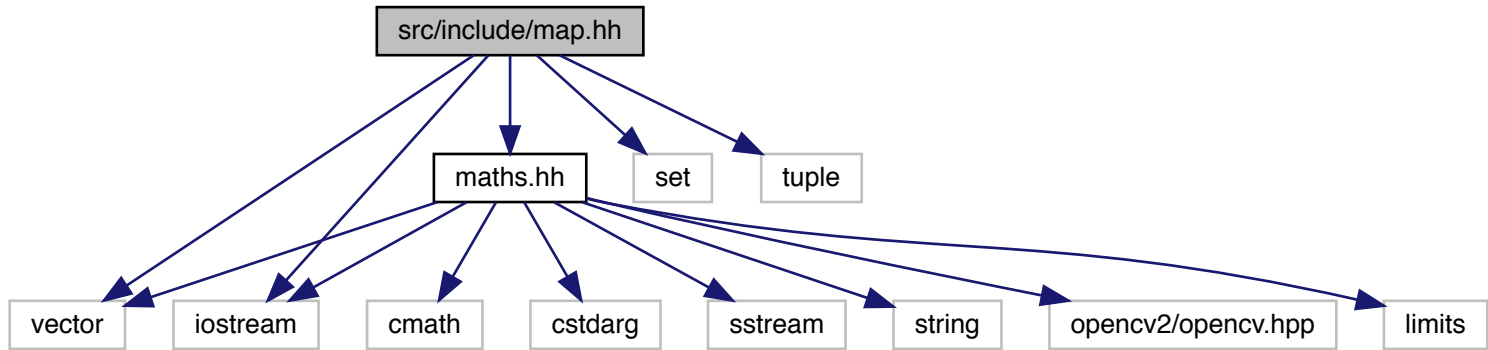 src/include/map.hh
maths.hh
set
tuple
vector
iostream
cmath
cstdarg
sstream
string
opencv2/opencv.hpp
limits